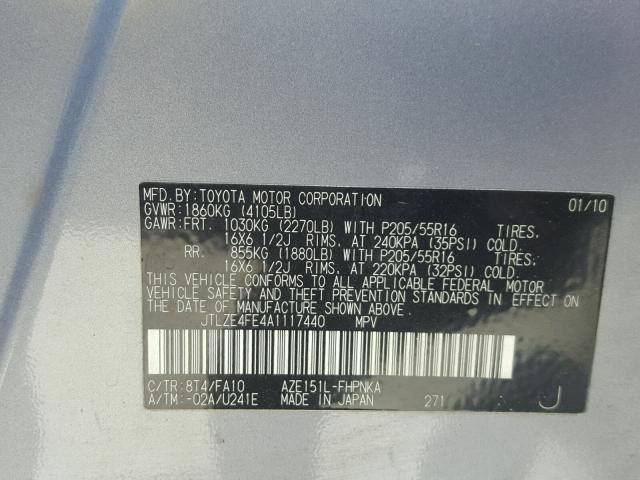 MFD. BY: TOYOTA MOTOR CORPORATION 01/10
GVWR: 1860KG (4105LB)
GAWR: FRT. 1030KG (2270LB) WITH P205/55R16 TIRES,
16X6 1/2J RIMS, AT 240KPA (35PSI) COLD.
RR. 855KG (1880LB) WITH P205/55R16 TIRES,
16X6 1/2J RIMS, AT 220KPA (32PSI) COLD.
THIS VEHICLE CONFORMS TO ALL APPLICABLE FEDERAL MOTOR
VEHICLE SAFETY AND THEFT PREVENTION STANDARDS IN EFFECT ON
THE DATE OF MANUFACTURE SHOWN ABOVE.
JTLZE4FE4A1117440 MPV
C/TR: 8T4/FA10 AZE151L-FHPNKA
A/TM: -02A/U241E MADE IN JAPAN 271 J